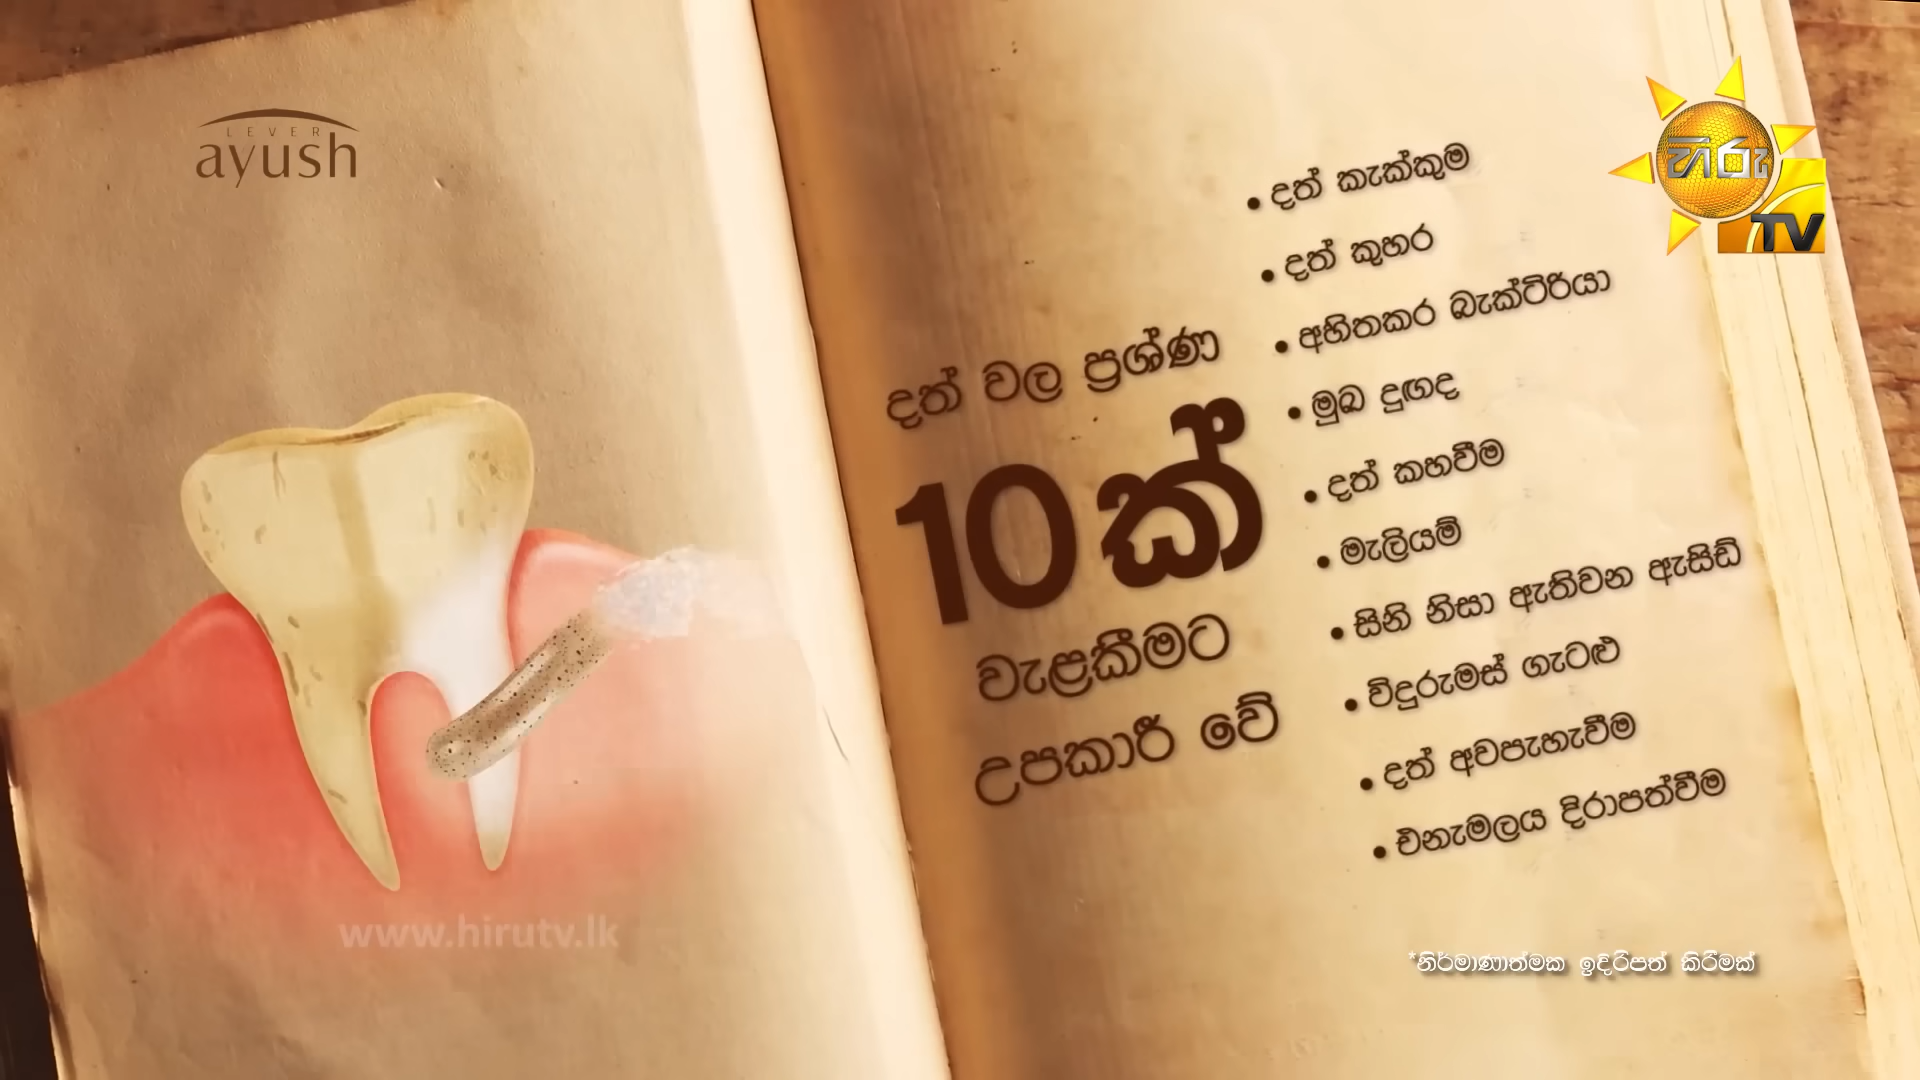 LEVER
ayush
හිරු
TV
දත් වල ප්‍රශ්ණ
10ක්
වැළකීමට
උපකාරී වේ
• දත් කැක්කුම
• දත් කුහර
• අහිතකර බැක්ටීරියා
• මුඛ දුගඳ
• දත් කහවීම
• මැලියම්
• සීනි නිසා ඇතිවන ඇසිඩ්
• විදුරුමස් ගැටළු
• දත් අවපැහැවීම
• එනැමලය දිරාපත්වීම
www.hirutv.lk
*නිර්මාණාත්මක ඉදිරිපත් කිරීමක්